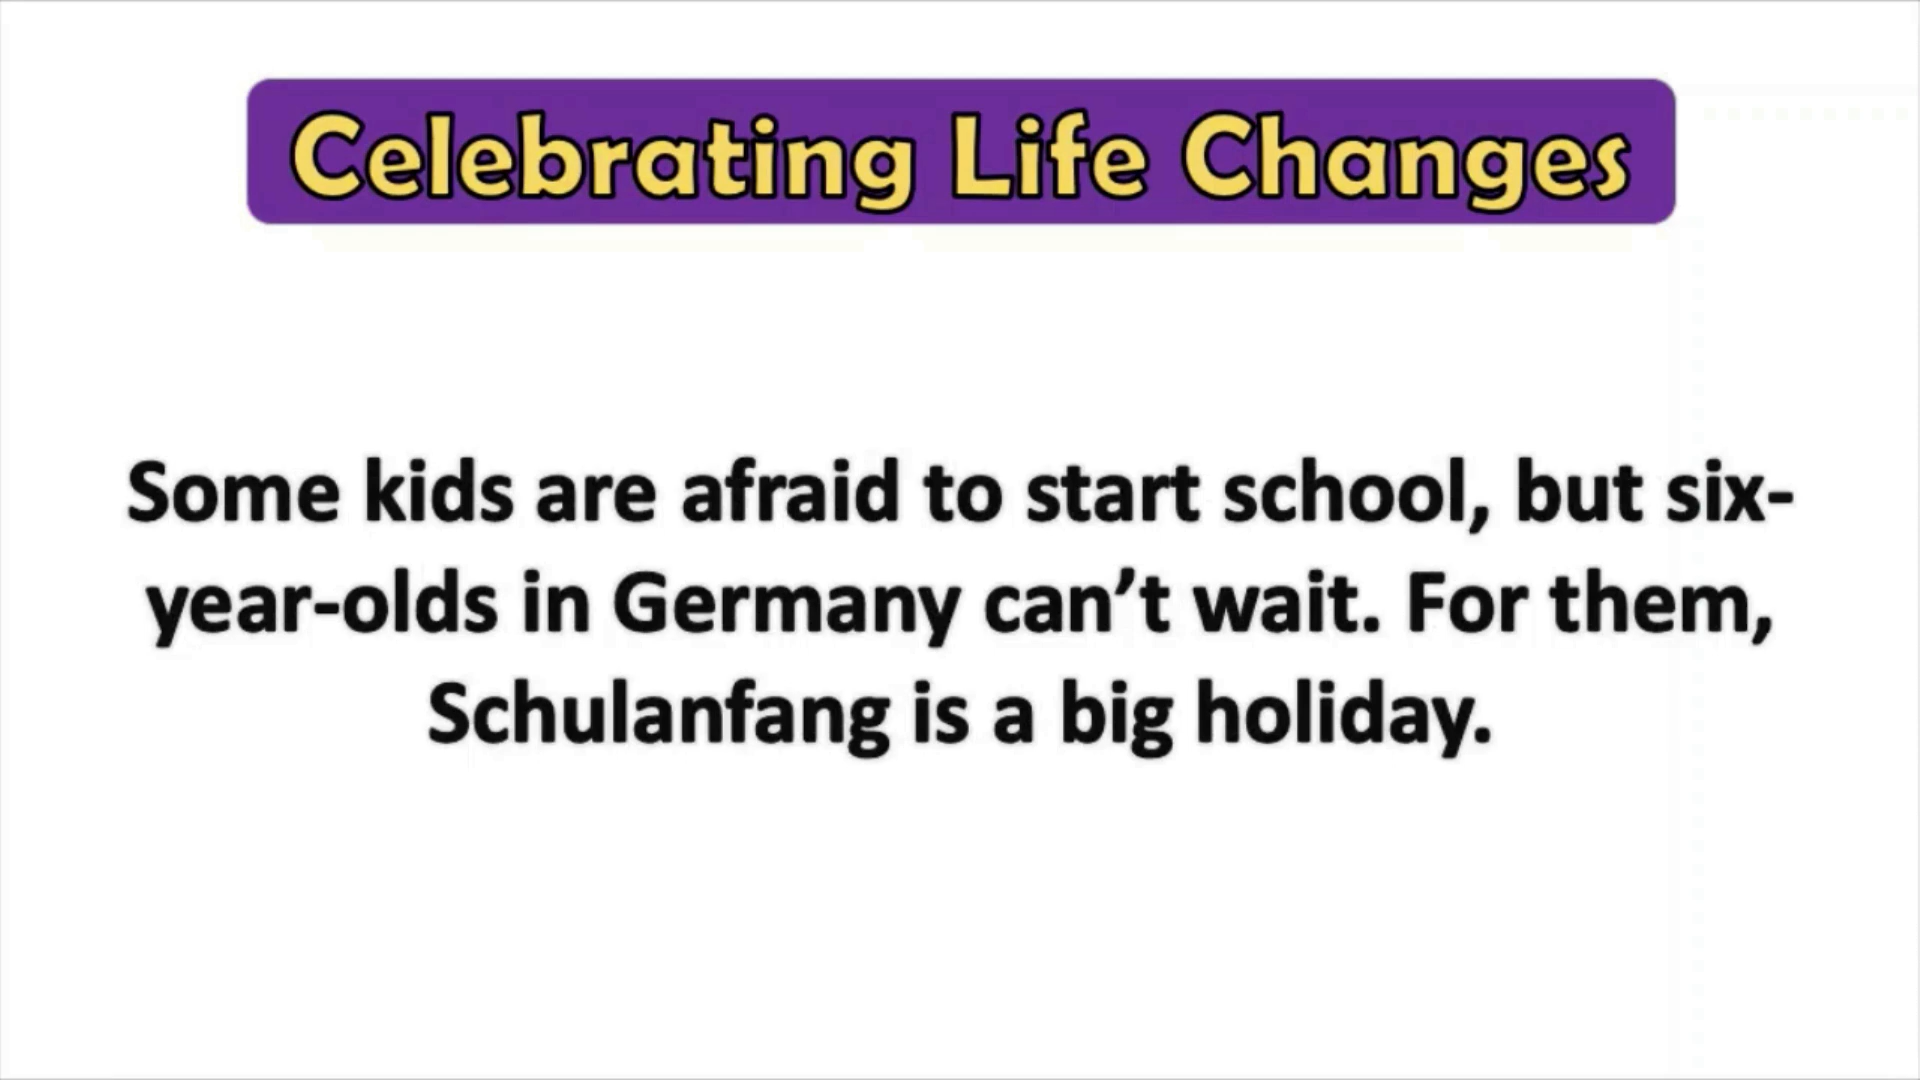 Celebrating Life Changes
Some kids are afraid to start school, but six-
year-olds in Germany can’t wait. For them,
Schulanfang is a big holiday.